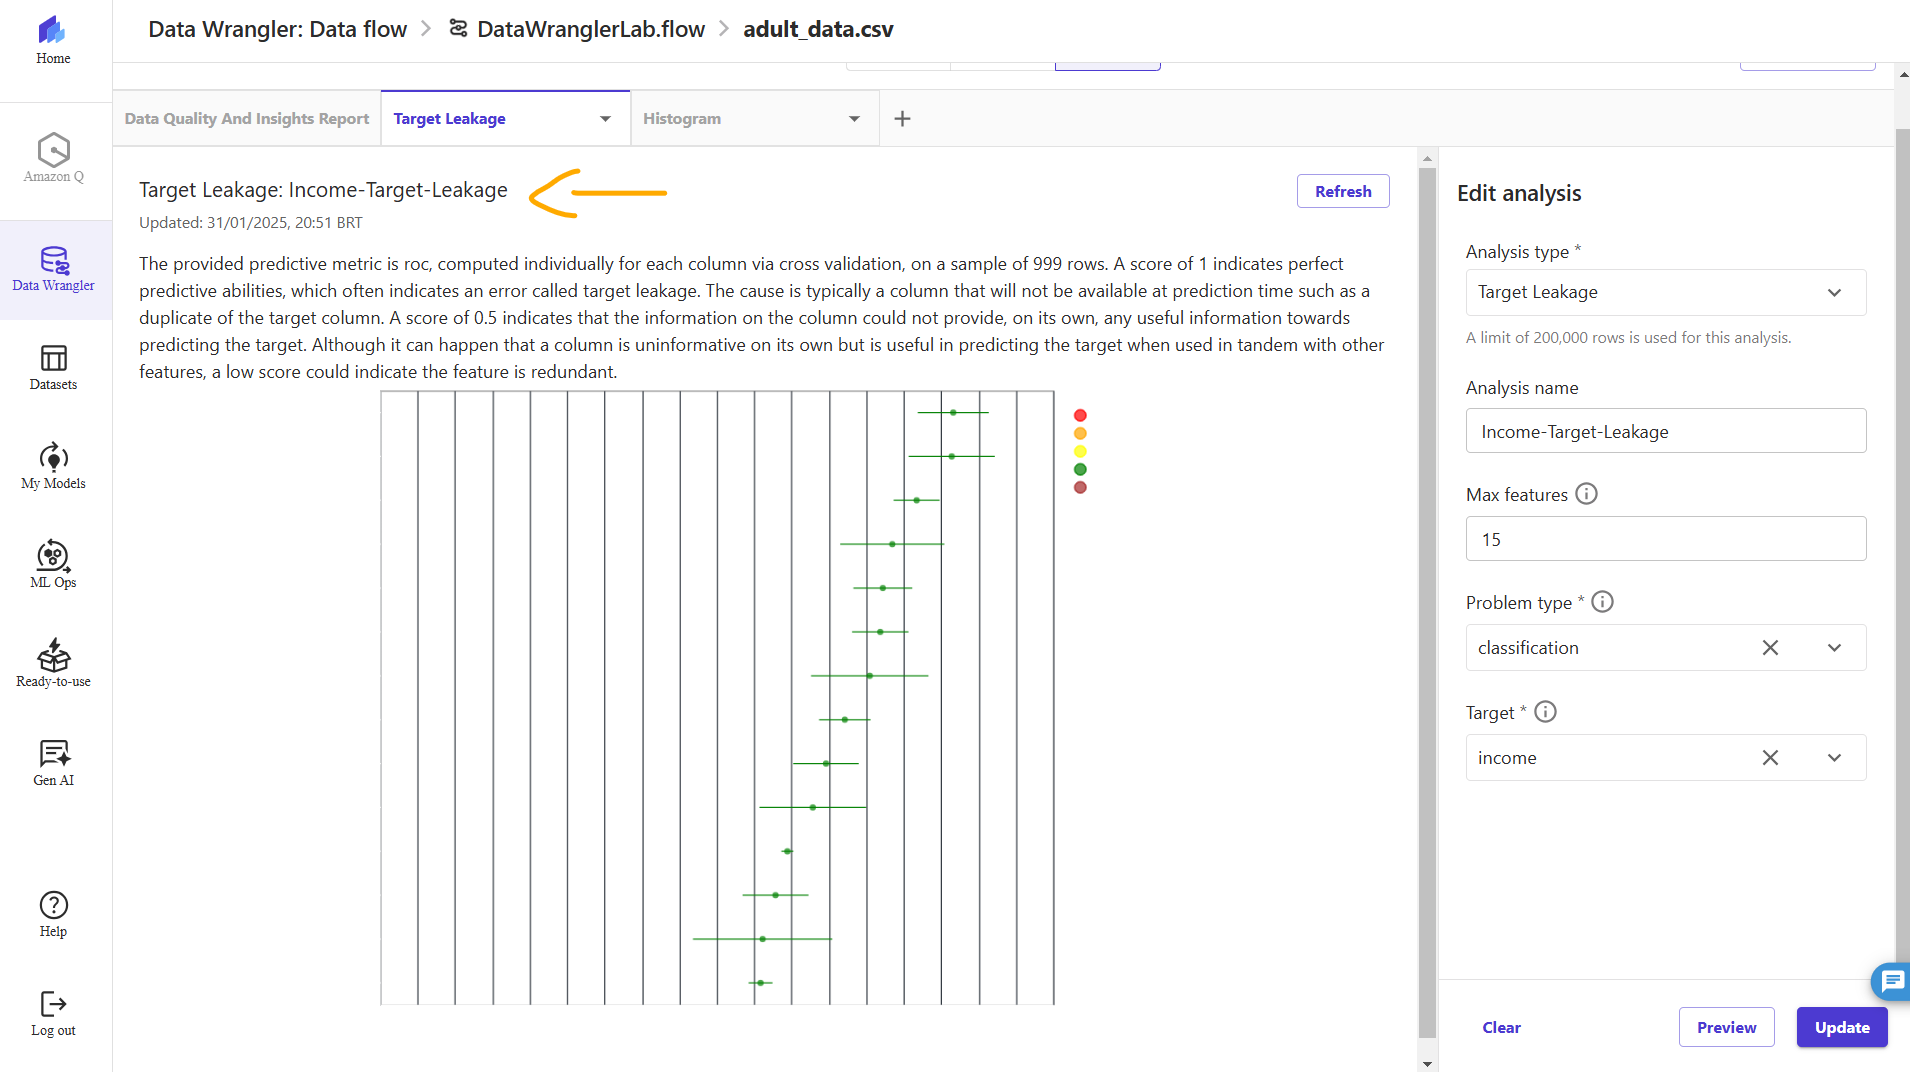 Data Wrangler: Data flow > DataWranglerLab.flow > adult_data.csv
Home
Amazon Q
Data Wrangler
Datasets
My Models
ML Ops
Ready-to-use
Gen AI
Help
Log out
Data Quality And Insights Report
Target Leakage
Histogram
Target Leakage: Income-Target-Leakage
Updated: 31/01/2025, 20:51 BRT
Refresh
The provided predictive metric is roc, computed individually for each column via cross validation, on a sample of 999 rows. A score of 1 indicates perfect
predictive abilities, which often indicates an error called target leakage. The cause is typically a column that will not be available at prediction time such as a
duplicate of the target column. A score of 0.5 indicates that the information on the column could not provide, on its own, any useful information towards
predicting the target. Although it can happen that a column is uninformative on its own but is useful in predicting the target when used in tandem with other
features, a low score could indicate the feature is redundant.
Edit analysis
Analysis type *
Target Leakage
A limit of 200,000 rows is used for this analysis.
Analysis name
Income-Target-Leakage
Max features
15
Problem type *
classification
Target *
income
Clear
Preview
Update